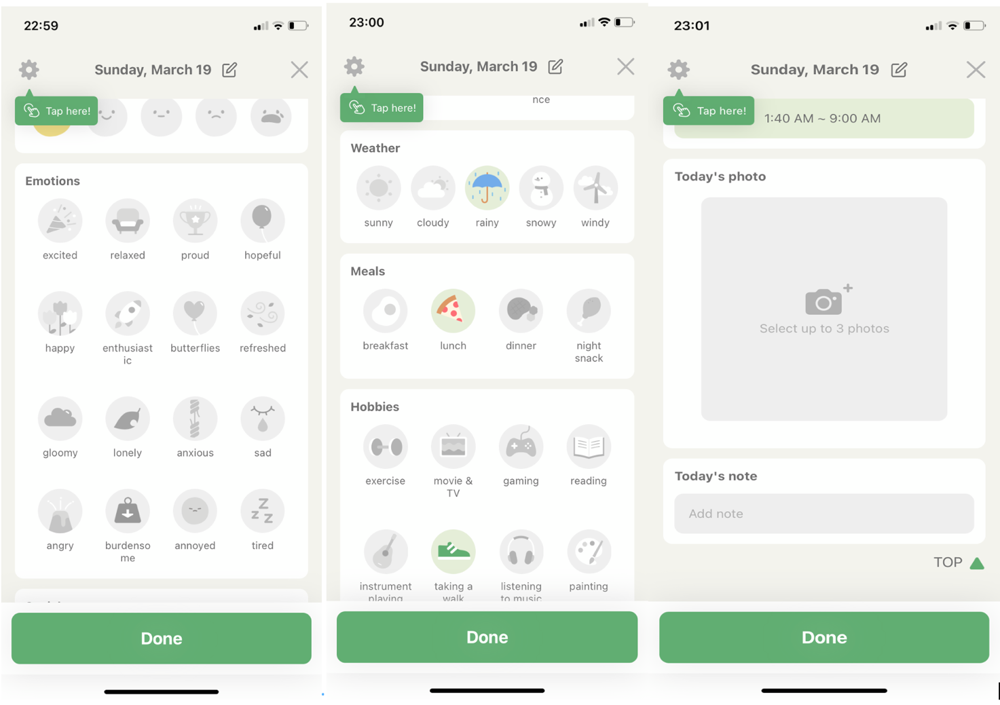 22:59
Sunday, March 19
Tap here!
Emotions
excited relaxed proud hopeful
happy enthusiast butterflies refreshed
ic
gloomy lonely anxious sad
angry burdenso annoyed tired
me
Done
23:00
Sunday, March 19
Tap here!
nce
Weather
sunny cloudy rainy snowy windy
Meals
breakfast lunch dinner night
snack
Hobbies
exercise movie & gaming reading
TV
instrument taking a listening painting
playing walk to music
Done
23:01
Sunday, March 19
Tap here!
1:40 AM ~ 9:00 AM
Today's photo
Select up to 3 photos
Today's note
Add note
TOP
Done